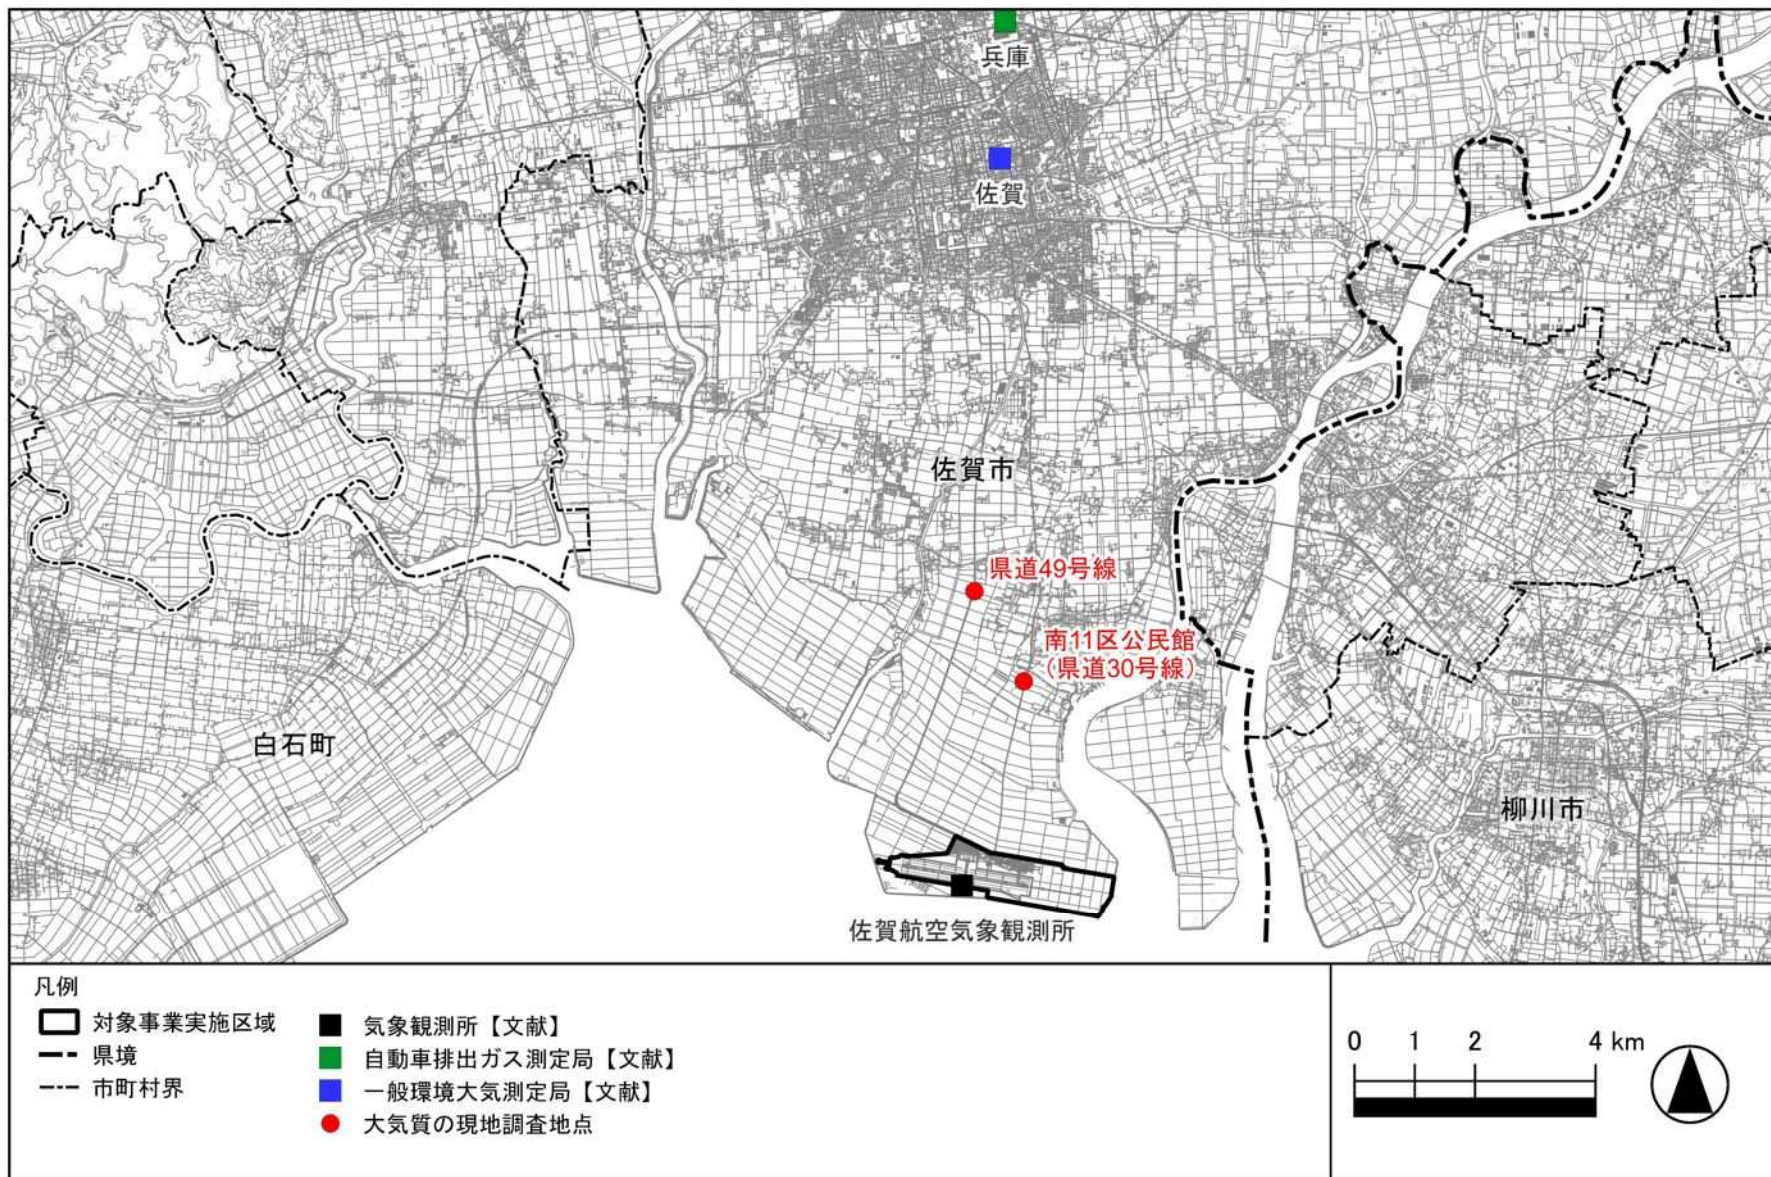 兵庫
佐賀
佐賀市
県道49号線
南11区公民館
（県道30号線）
白石町
柳川市
佐賀航空気象観測所
凡例
対象事業実施区域
県境
市町村界
気象観測所【文献】
自動車排出ガス測定局【文献】
一般環境大気測定局【文献】
大気質の現地調査地点
0 1 2 4 km